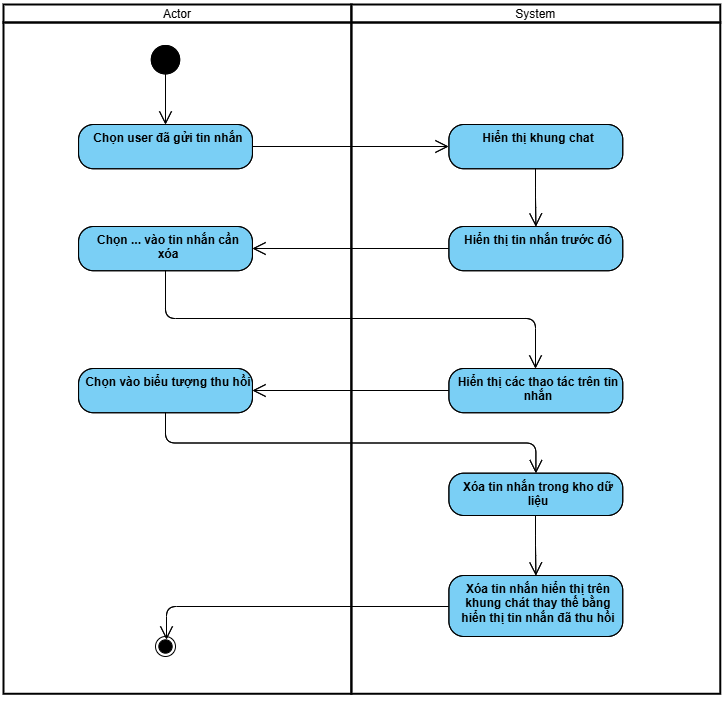 Actor
System
Chọn user đã gửi tin nhắn
Hiển thị khung chat
Chọn ... vào tin nhắn cần
xóa
Hiển thị tin nhắn trước đó
Chọn vào biểu tượng thu hồi
Hiển thị các thao tác trên tin
nhắn
Xóa tin nhắn trong kho dữ
liệu
Xóa tin nhắn hiển thị trên
khung chát thay thế bằng
hiển thị tin nhắn đã thu hồi